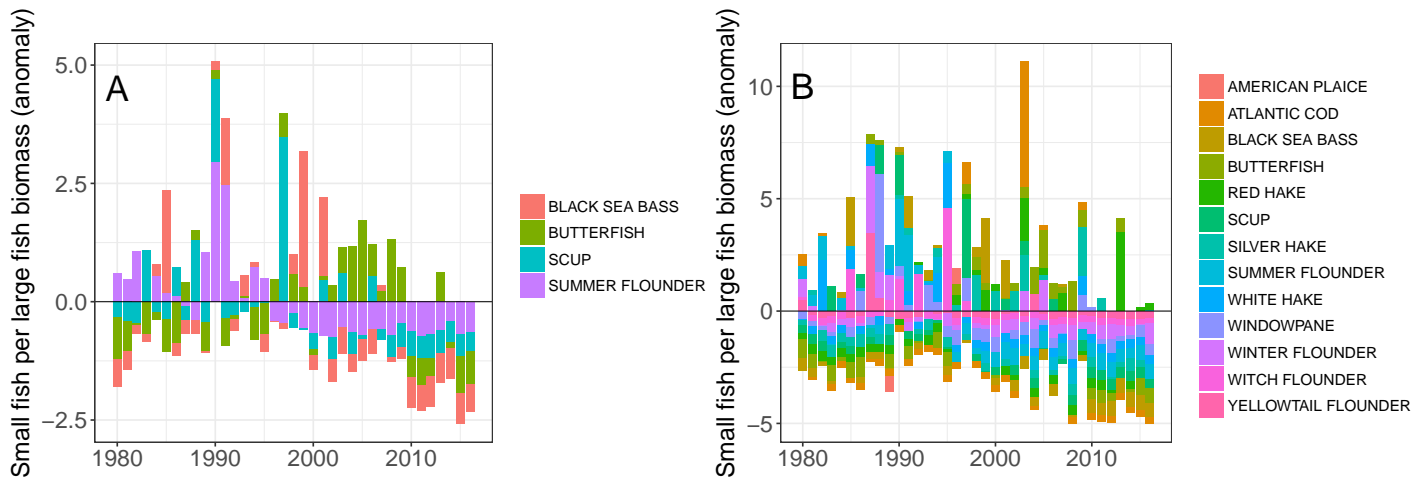 Small fish per large fish biomass (anomaly)
A
5.0
2.5
0.0
−2.5
1980
1990
2000
2010
BLACK SEA BASS
BUTTERFISH
SCUP
SUMMER FLOUNDER
Small fish per large fish biomass (anomaly)
B
10
5
0
−5
1980
1990
2000
2010
AMERICAN PLAICE
ATLANTIC COD
BLACK SEA BASS
BUTTERFISH
RED HAKE
SCUP
SILVER HAKE
SUMMER FLOUNDER
WHITE HAKE
WINDOWPANE
WINTER FLOUNDER
WITCH FLOUNDER
YELLOWTAIL FLOUNDER